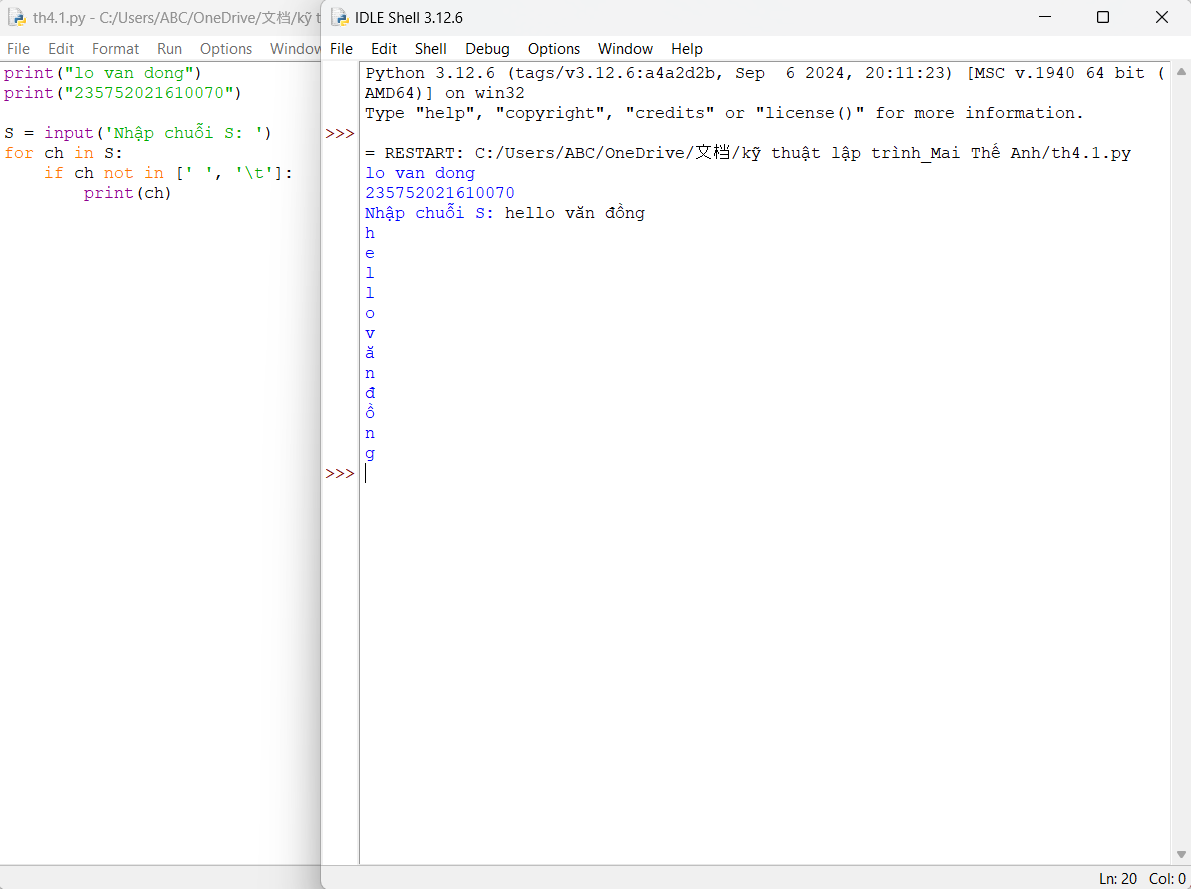 th4.1.py - C:/Users/ABC/OneDrive/文档/kỹ t
File Edit Format Run Options Window
print("lo van dong")
print("235752021610070")
S = input('Nhập chuỗi S: ')
for ch in S:
    if ch not in [' ', '\t']:
        print(ch)
IDLE Shell 3.12.6
File Edit Shell Debug Options Window Help
Python 3.12.6 (tags/v3.12.6:a4a2d2b, Sep  6 2024, 20:11:23) [MSC v.1940 64 bit (
AMD64)] on win32
Type "help", "copyright", "credits" or "license()" for more information.
>>>
= RESTART: C:/Users/ABC/OneDrive/文档/kỹ thuật lập trình_Mai Thế Anh/th4.1.py
lo van dong
235752021610070
Nhập chuỗi S: hello văn đồng
h
e
l
l
o
v
ă
n
đ
ồ
n
g
>>>
Ln: 20 Col: 0